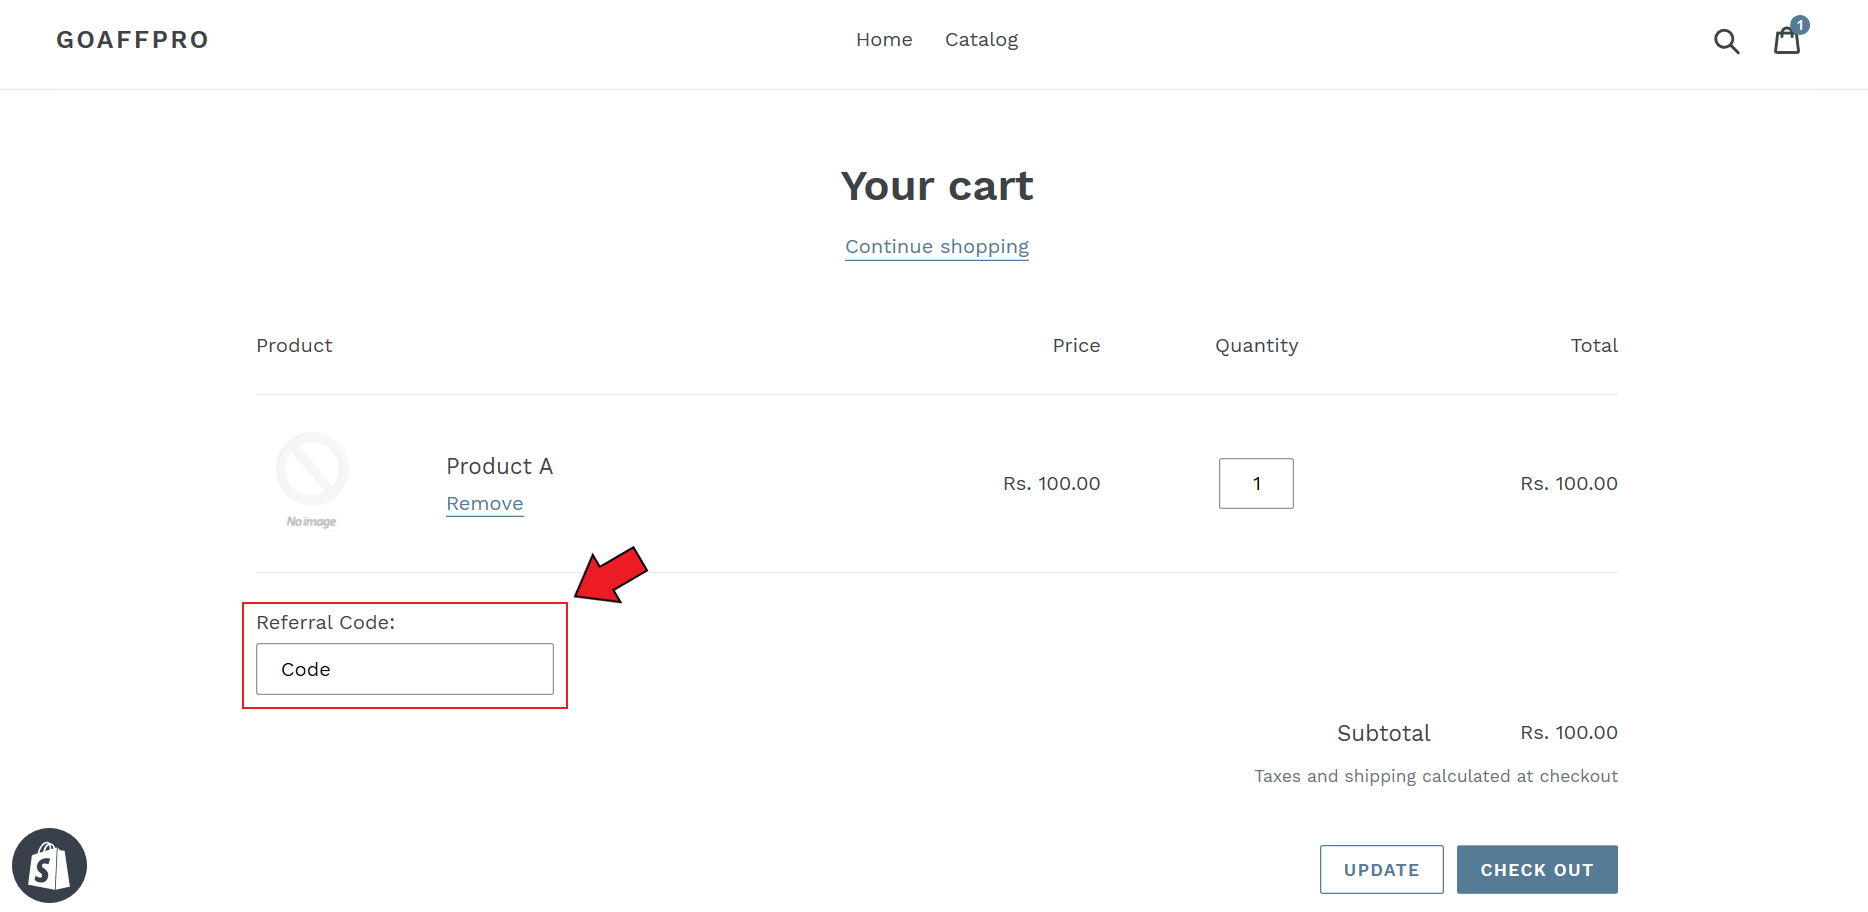 GOAFFPRO
Home Catalog
1
Your cart
Continue shopping
Product Price Quantity Total
No image
Product A
Remove
Rs. 100.00 1 Rs. 100.00
Referral Code:
Code
Subtotal Rs. 100.00
Taxes and shipping calculated at checkout
S
UPDATE CHECK OUT